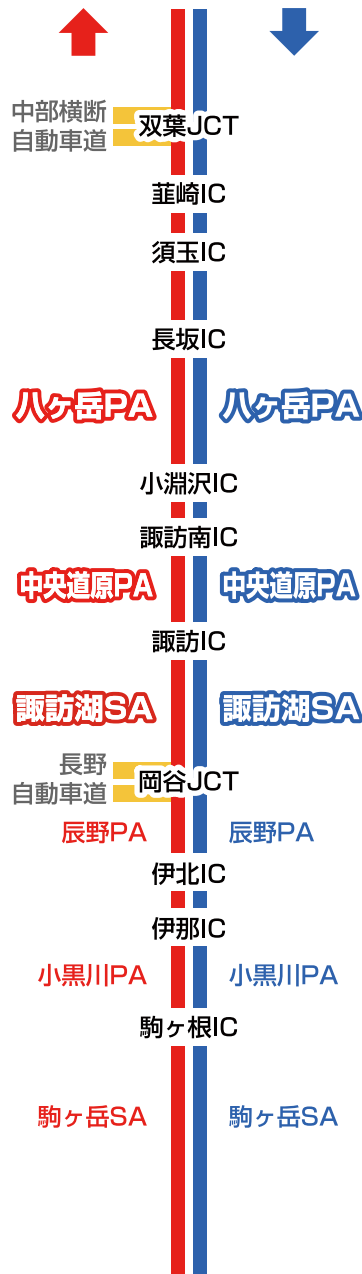 中部横断
自動車道
双葉JCT
韮崎IC
須玉IC
長坂IC
八ヶ岳PA
八ヶ岳PA
小淵沢IC
諏訪南IC
中央道原PA
中央道原PA
諏訪IC
諏訪湖SA
諏訪湖SA
長野
自動車道
岡谷JCT
辰野PA
辰野PA
伊北IC
伊那IC
小黒川PA
小黒川PA
駒ヶ根IC
駒ヶ岳SA
駒ヶ岳SA